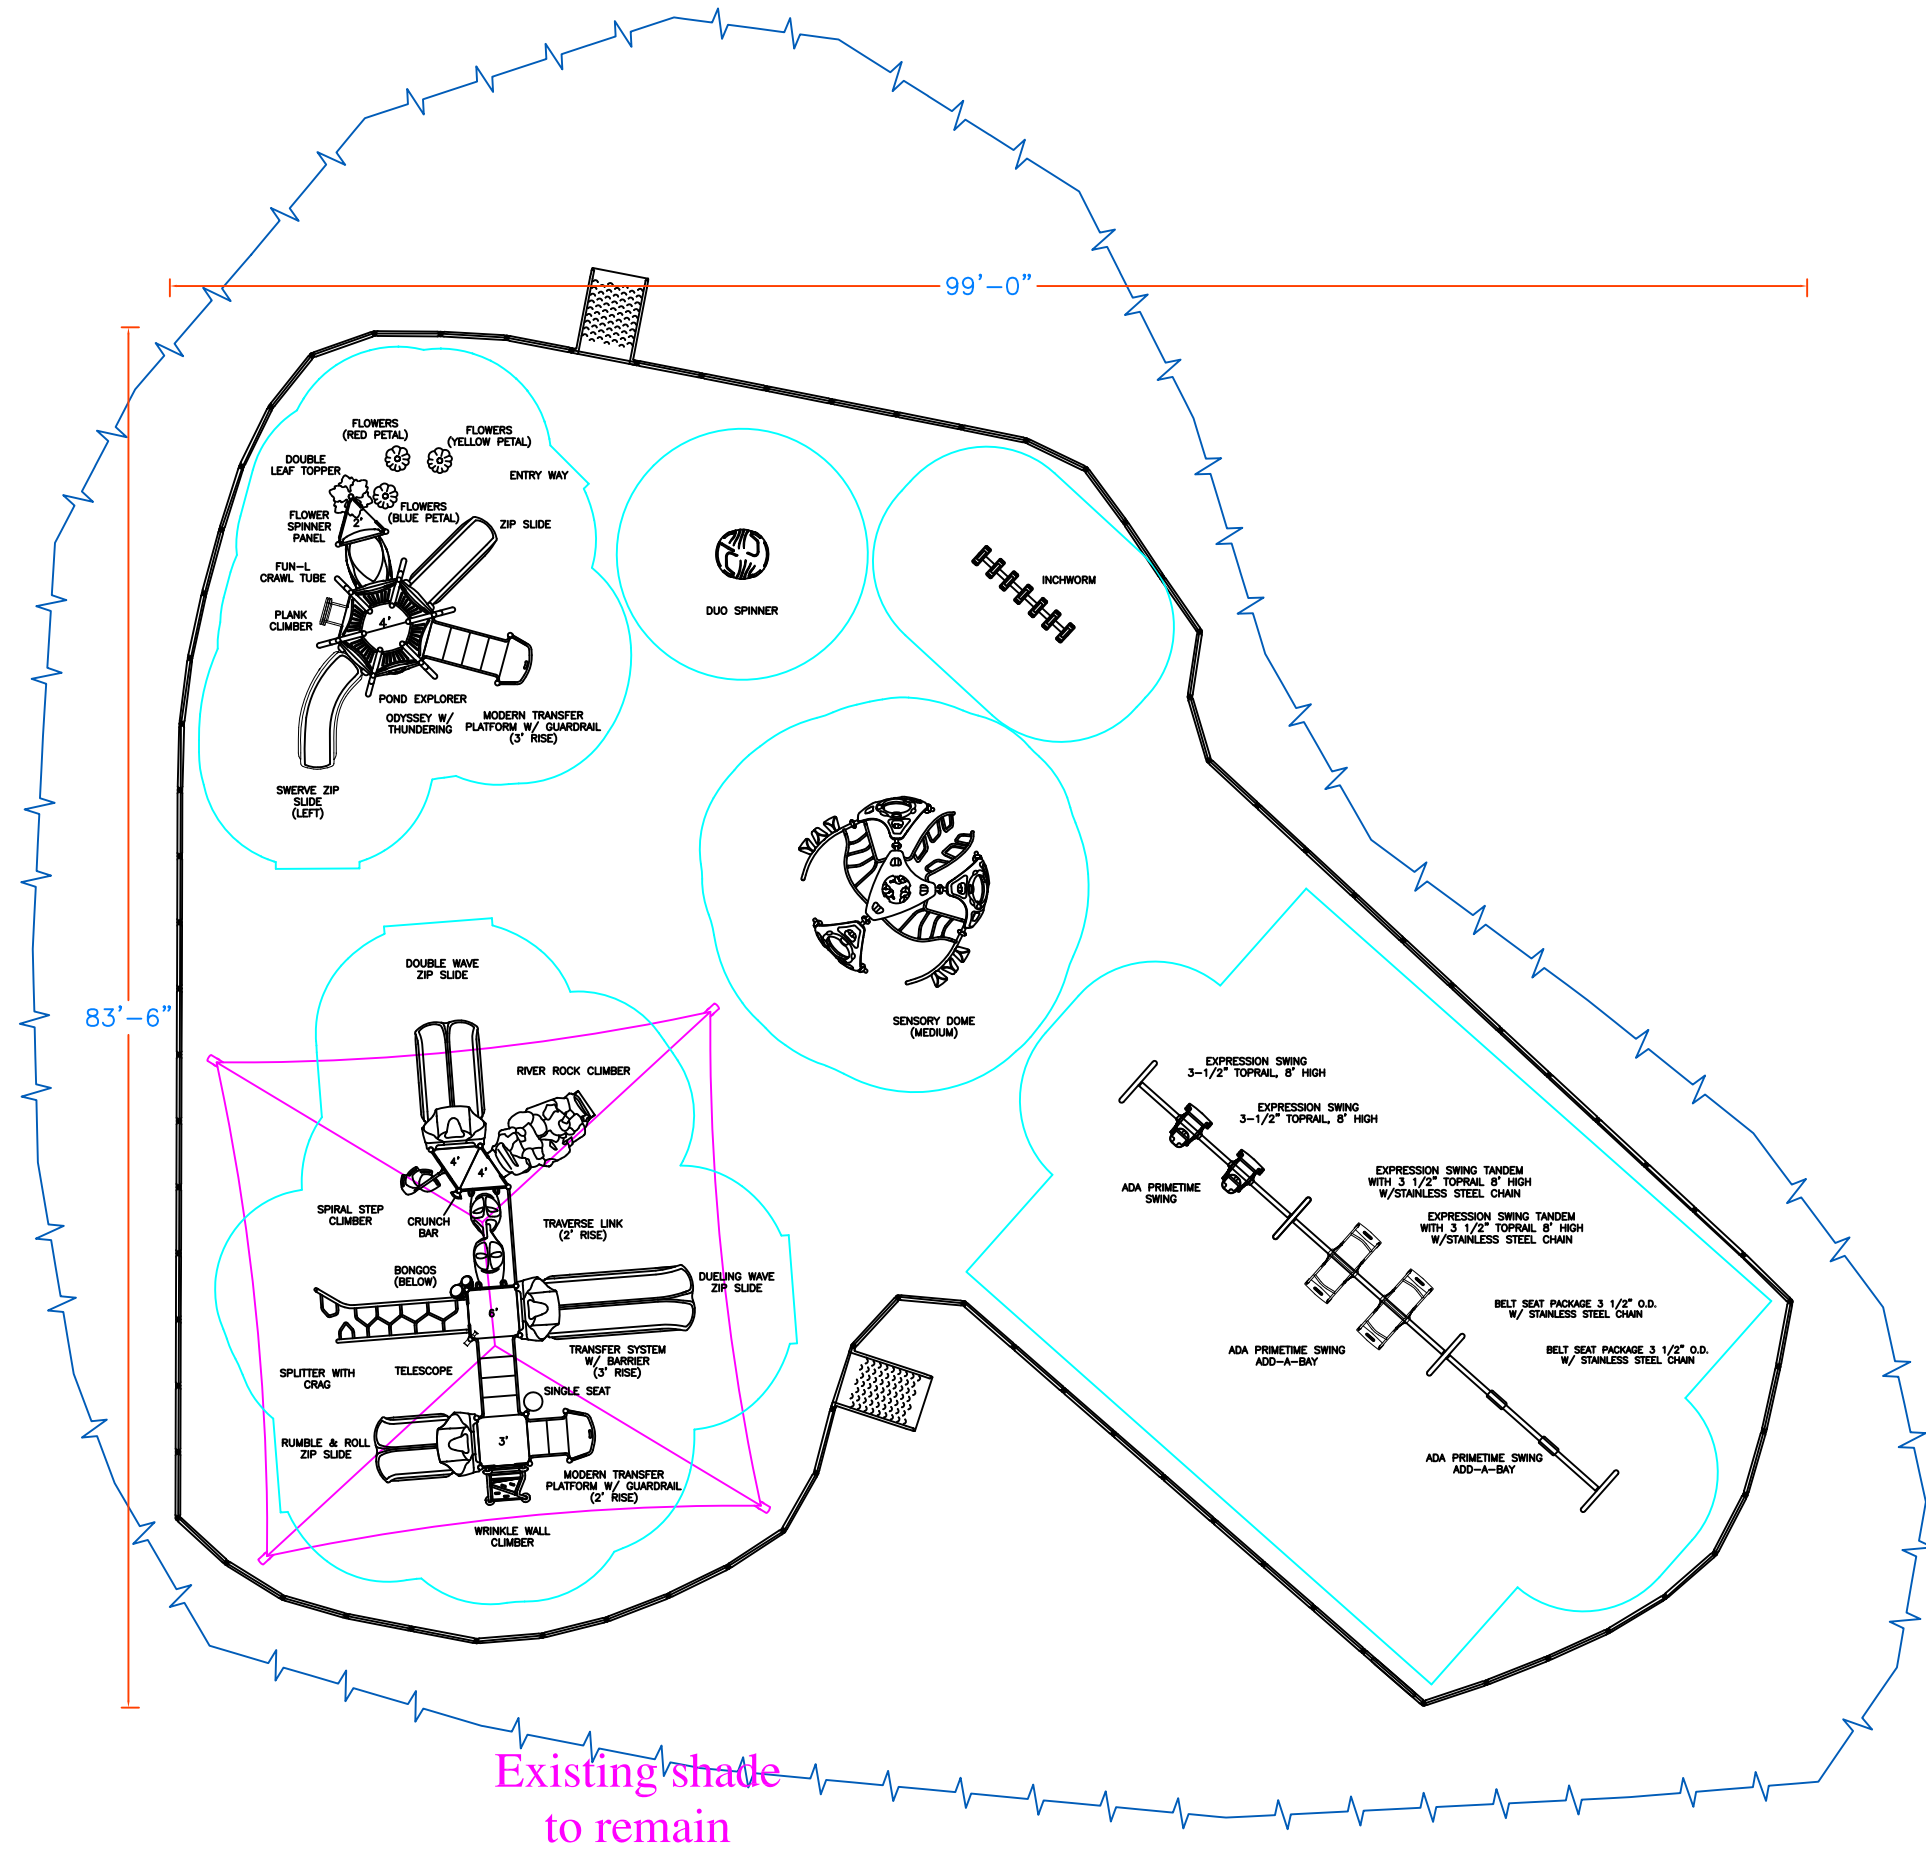 99'-0"
FLOWERS
(RED PETAL)
FLOWERS
(YELLOW PETAL)
DOUBLE
LEAF TOPPER
ENTRY WAY
FLOWERS
(BLUE PETAL)
2'
FLOWER
SPINNER
PANEL
ZIP SLIDE
FUN-L
CRAWL TUBE
PLANK
CLIMBER
4'
POND EXPLORER
ODYSSEY W/
THUNDERING
MODERN TRANSFER
PLATFORM W/ GUARDRAIL
(3' RISE)
SWERVE ZIP
SLIDE
(LEFT)
DUO SPINNER
INCHWORM
83'-6"
SENSORY DOME
(MEDIUM)
DOUBLE WAVE
ZIP SLIDE
RIVER ROCK CLIMBER
4'
4'
SPIRAL STEP
CLIMBER
CRUNCH
BAR
TRAVERSE LINK
(2' RISE)
BONGOS
(BELOW)
DUELING WAVE
ZIP SLIDE
6'
SPLITTER WITH
CRAG
TELESCOPE
TRANSFER SYSTEM
W/ BARRIER
(3' RISE)
SINGLE SEAT
RUMBLE & ROLL
ZIP SLIDE
3'
MODERN TRANSFER
PLATFORM W/ GUARDRAIL
(2' RISE)
WRINKLE WALL
CLIMBER
EXPRESSION SWING
3-1/2" TOPRAIL, 8' HIGH
EXPRESSION SWING
3-1/2" TOPRAIL, 8' HIGH
ADA PRIMETIME
SWING
EXPRESSION SWING TANDEM
WITH 3 1/2" TOPRAIL 8' HIGH
W/STAINLESS STEEL CHAIN
EXPRESSION SWING TANDEM
WITH 3 1/2" TOPRAIL 8' HIGH
W/STAINLESS STEEL CHAIN
BELT SEAT PACKAGE 3 1/2" O.D.
W/ STAINLESS STEEL CHAIN
ADA PRIMETIME SWING
ADD-A-BAY
BELT SEAT PACKAGE 3 1/2" O.D.
W/ STAINLESS STEEL CHAIN
ADA PRIMETIME SWING
ADD-A-BAY
Existing shade
to remain